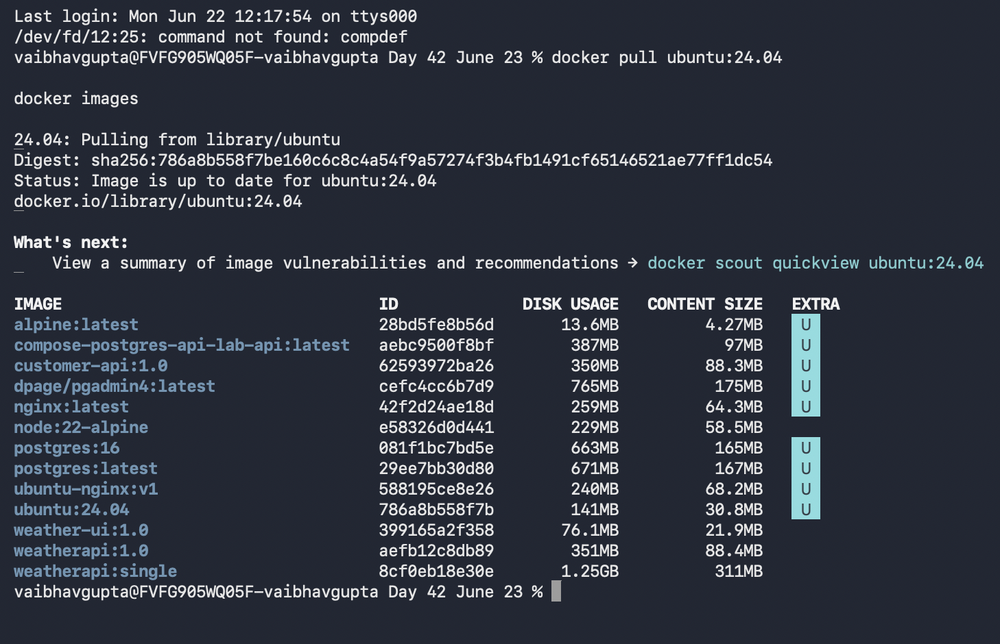 Last login: Mon Jun 22 12:17:54 on ttys000
/dev/fd/12:25: command not found: compdef
vaibhavgupta@FVFG905WQ05F-vaibhavgupta Day 42 June 23 % docker pull ubuntu:24.04
docker images
24.04: Pulling from library/ubuntu
Digest: sha256:786a8b558f7be160c6c8c4a54f9a57274f3b4fb1491cf65146521ae77ff1dc54
Status: Image is up to date for ubuntu:24.04
docker.io/library/ubuntu:24.04
What's next:
    View a summary of image vulnerabilities and recommendations → docker scout quickview ubuntu:24.04
IMAGE ID DISK USAGE CONTENT SIZE EXTRA
alpine:latest 28bd5fe8b56d 13.6MB 4.27MB U
compose-postgres-api-lab-api:latest aebc9500f8bf 387MB 97MB U
customer-api:1.0 62593972ba26 350MB 88.3MB U
dpage/pgadmin4:latest cefc4cc6b7d9 765MB 175MB U
nginx:latest 42f2d24ae18d 259MB 64.3MB U
node:22-alpine e58326d0d441 229MB 58.5MB
postgres:16 081f1bc7bd5e 663MB 165MB U
postgres:latest 29ee7bb30d80 671MB 167MB U
ubuntu-nginx:v1 588195ce8e26 240MB 68.2MB U
ubuntu:24.04 786a8b558f7b 141MB 30.8MB U
weather-ui:1.0 399165a2f358 76.1MB 21.9MB
weatherapi:1.0 aefb12c8db89 351MB 88.4MB
weatherapi:single 8cf0eb18e30e 1.25GB 311MB
vaibhavgupta@FVFG905WQ05F-vaibhavgupta Day 42 June 23 %